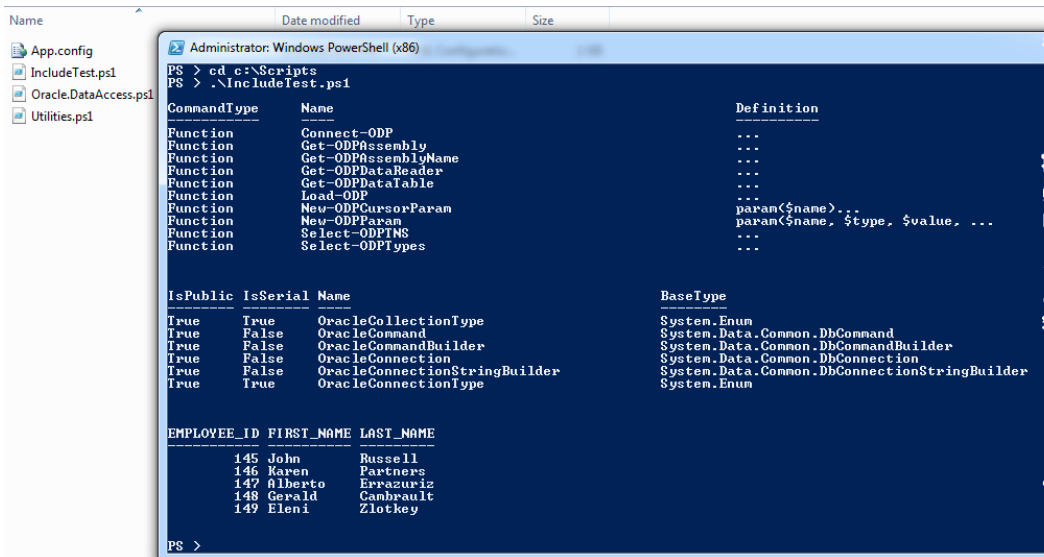 Name Date modified Type Size
App.config
IncludeTest.ps1
Oracle.DataAccess.ps1
Utilities.ps1
Administrator: Windows PowerShell (x86)
PS > cd c:\Scripts
PS > .\IncludeTest.ps1
CommandType Name Definition
----------- ---- ----------
Function Connect-ODP ...
Function Get-ODPAssembly ...
Function Get-ODPAssemblyName ...
Function Get-ODPDataReader ...
Function Get-ODPDataTable ...
Function Load-ODP ...
Function New-ODPCursorParam param($name)...
Function New-ODPParam param($name, $type, $value, ...
Function Select-ODPTNS ...
Function Select-ODPTypes ...
IsPublic IsSerial Name BaseType
-------- -------- ---- --------
True True OracleCollectionType System.Enum
True False OracleCommand System.Data.Common.DbCommand
True False OracleCommandBuilder System.Data.Common.DbCommandBuilder
True False OracleConnection System.Data.Common.DbConnection
True False OracleConnectionStringBuilder System.Data.Common.DbConnectionStringBuilder
True True OracleConnectionType System.Enum
EMPLOYEE_ID FIRST_NAME LAST_NAME
----------- ---------- ---------
145 John Russell
146 Karen Partners
147 Alberto Errazuriz
148 Gerald Cambrault
149 Eleni Zlotkey
PS >